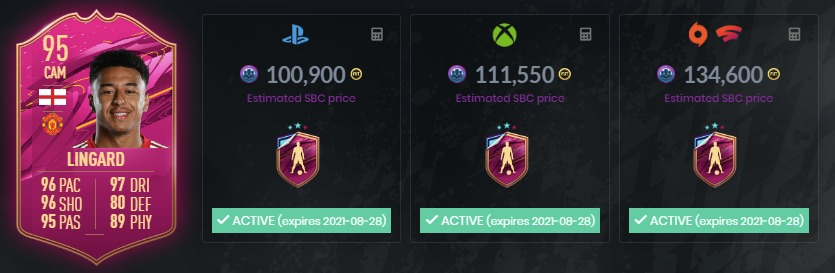 95
CAM
LINGARD
96 PAC 97 DRI
96 SHO 80 DEF
95 PAS 89 PHY
100,900
Estimated SBC price
ACTIVE (expires 2021-08-28)
111,550
Estimated SBC price
ACTIVE (expires 2021-08-28)
134,600
Estimated SBC price
ACTIVE (expires 2021-08-28)